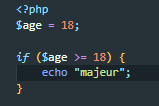 <?php
$age = 18;
if ($age >= 18) {
    echo "majeur";
}